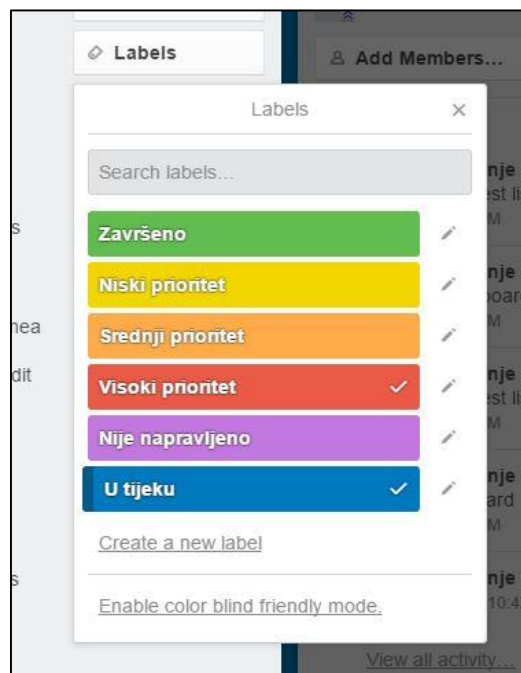 Labels
Add Members...
Labels
Search labels...
Završeno
Niski prioritet
Srednji prioritet
Visoki prioritet
Nije napravljeno
U tijeku
Create a new label
Enable color blind friendly mode.
View all activity...